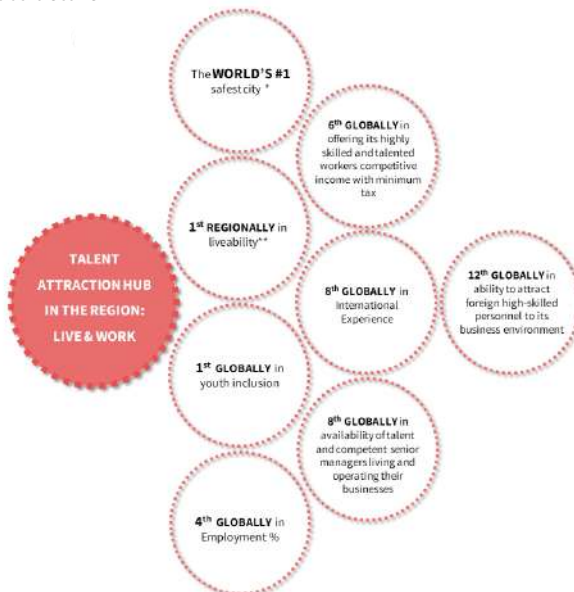 The WORLD'S #1
safest city *
6th GLOBALLY in
offering its highly
skilled and talented
workers competitive
income with minimum
tax
1st REGIONALLY in
liveability**
TALENT
ATTRACTION HUB
IN THE REGION:
LIVE & WORK
8th GLOBALLY in
International
Experience
12th GLOBALLY in
ability to attract
foreign high-skilled
personnel to its
business environment
1st GLOBALLY in
youth inclusion
8th GLOBALLY in
availability of talent
and competent senior
managers living and
operating their
businesses
4th GLOBALLY in
Employment %